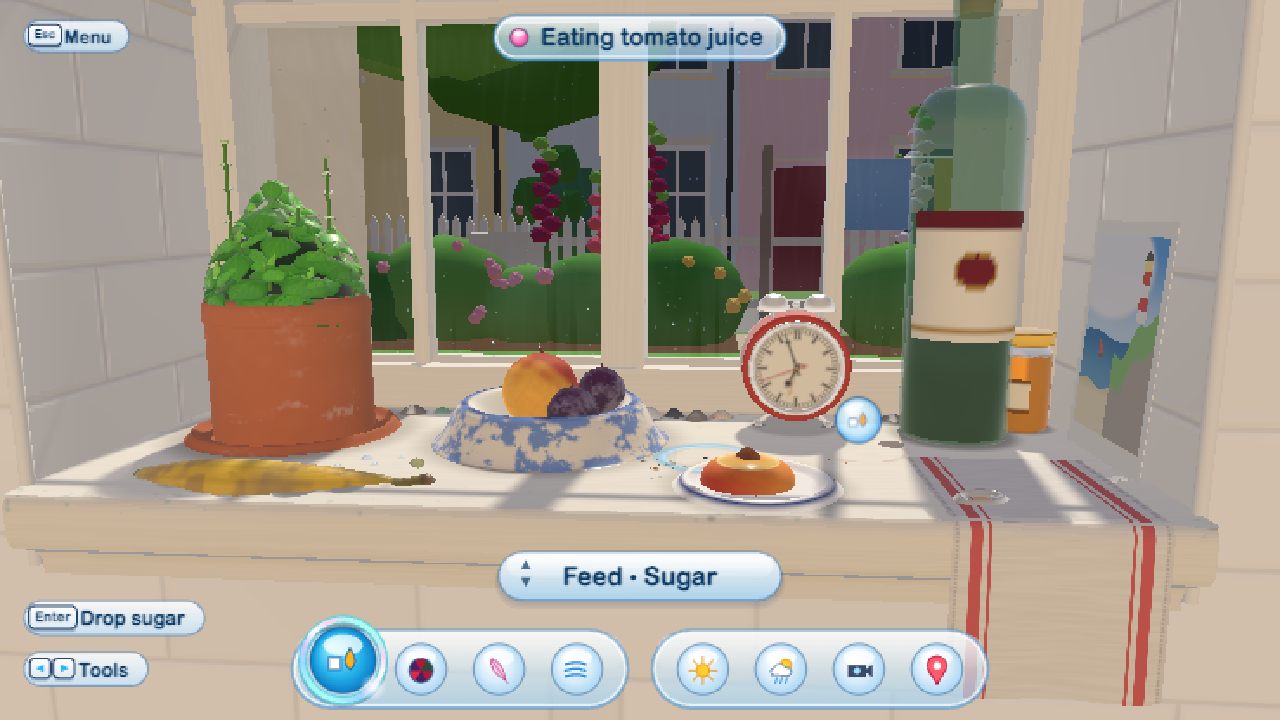 Esc Menu
Eating tomato juice
Feed · Sugar
Enter Drop sugar
Tools